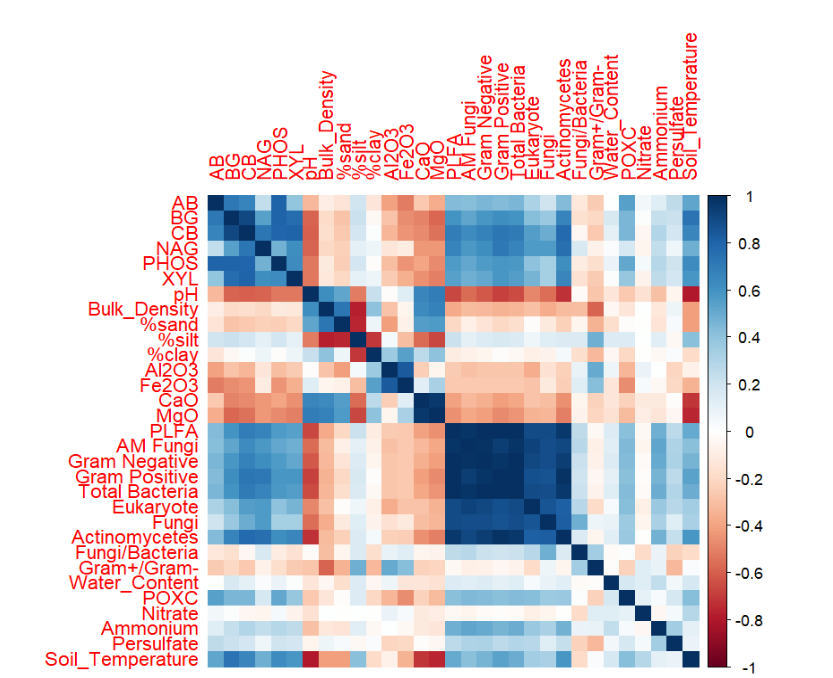 AB
BG
CB
NAG
PHOS
XYL
pH
Bulk_Density
%sand
%silt
%clay
Al2O3
Fe2O3
CaO
MgO
PLFA
AM Fungi
Gram Negative
Gram Positive
Total Bacteria
Eukaryote
Fungi
Actinomycetes
Fungi/Bacteria
Gram+/Gram-
Water_Content
POXC
Nitrate
Ammonium
Persulfate
Soil_Temperature
AB
BG
CB
NAG
PHOS
XYL
pH
Bulk_Density
%sand
%silt
%clay
Al2O3
Fe2O3
CaO
MgO
PLFA
AM Fungi
Gram Negative
Gram Positive
Total Bacteria
Eukaryote
Fungi
Actinomycetes
Fungi/Bacteria
Gram+/Gram-
Water_Content
POXC
Nitrate
Ammonium
Persulfate
Soil_Temperature
1
0.8
0.6
0.4
0.2
0
-0.2
-0.4
-0.6
-0.8
-1